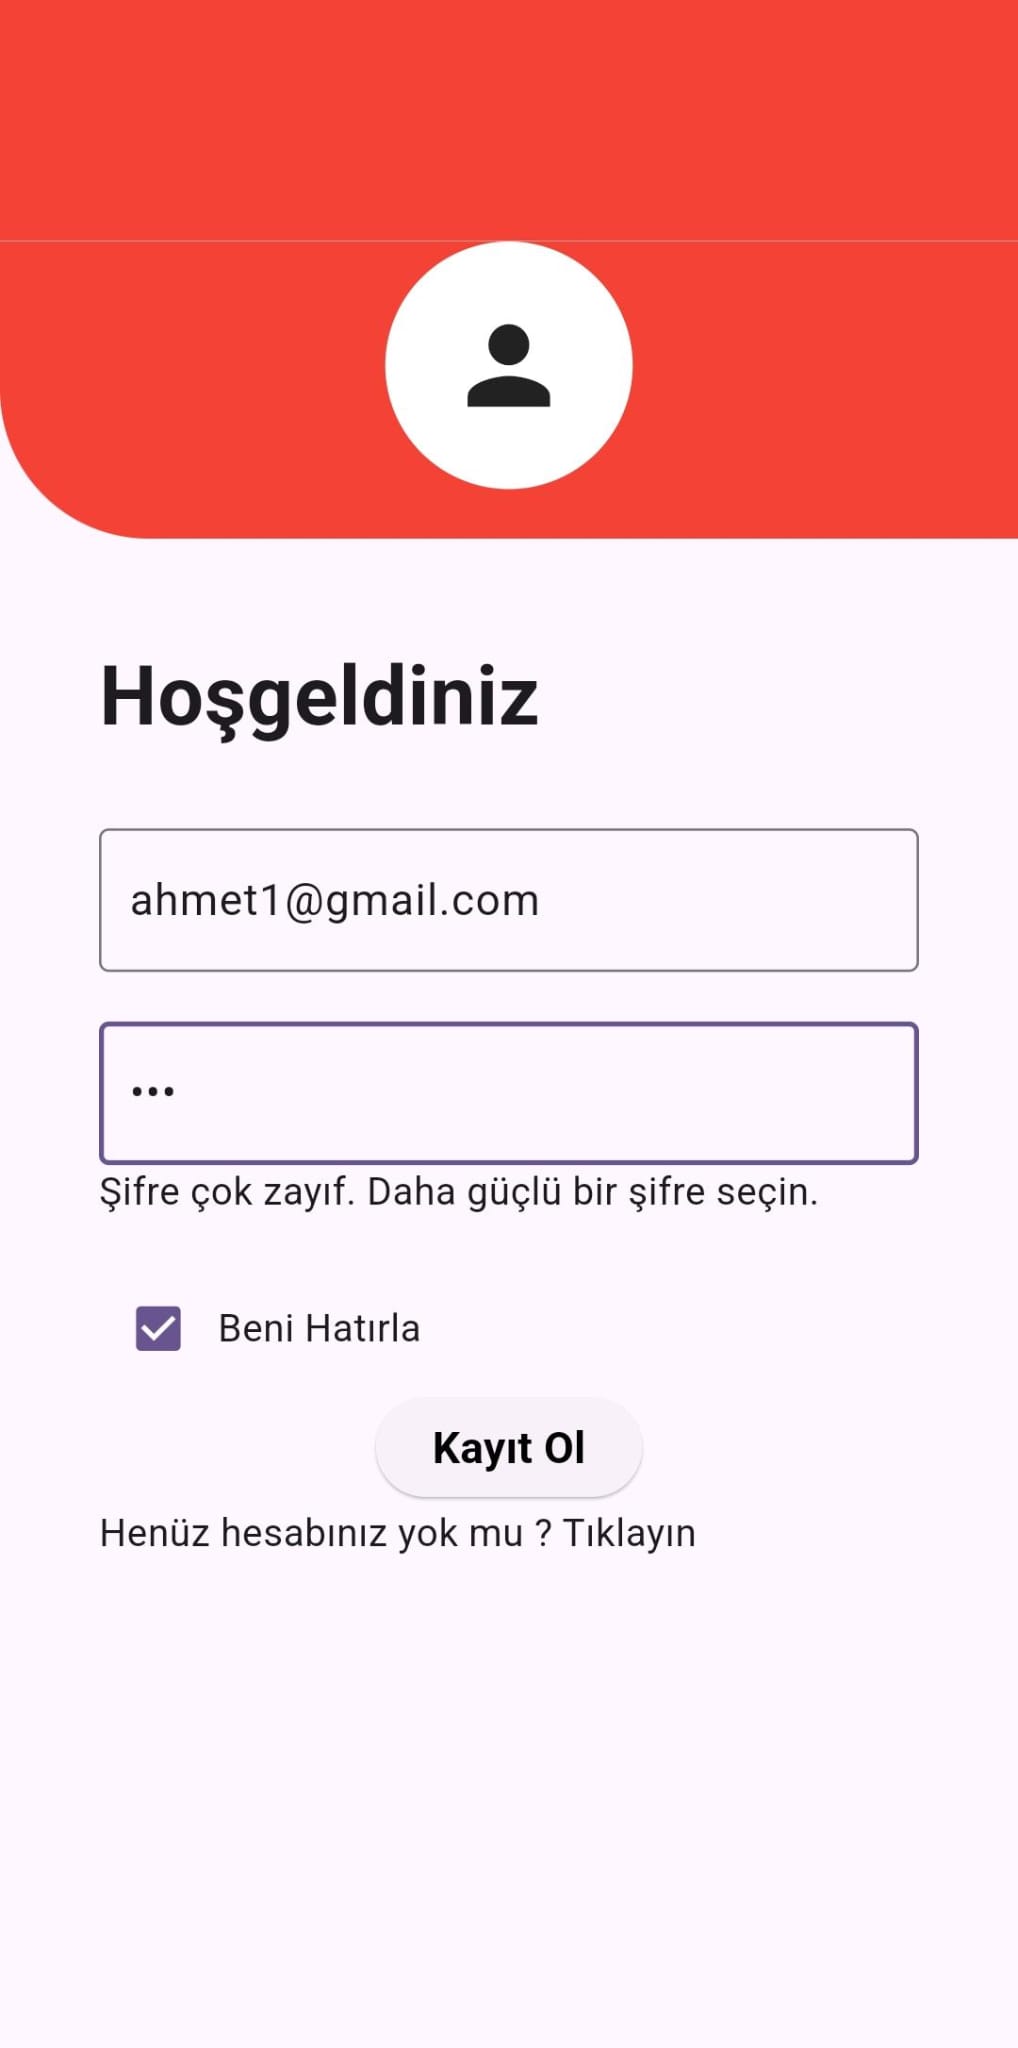 Hoşgeldiniz
ahmet1@gmail.com
•••
Şifre çok zayıf. Daha güçlü bir şifre seçin.
Beni Hatırla
Kayıt Ol
Henüz hesabınız yok mu ? Tıklayın